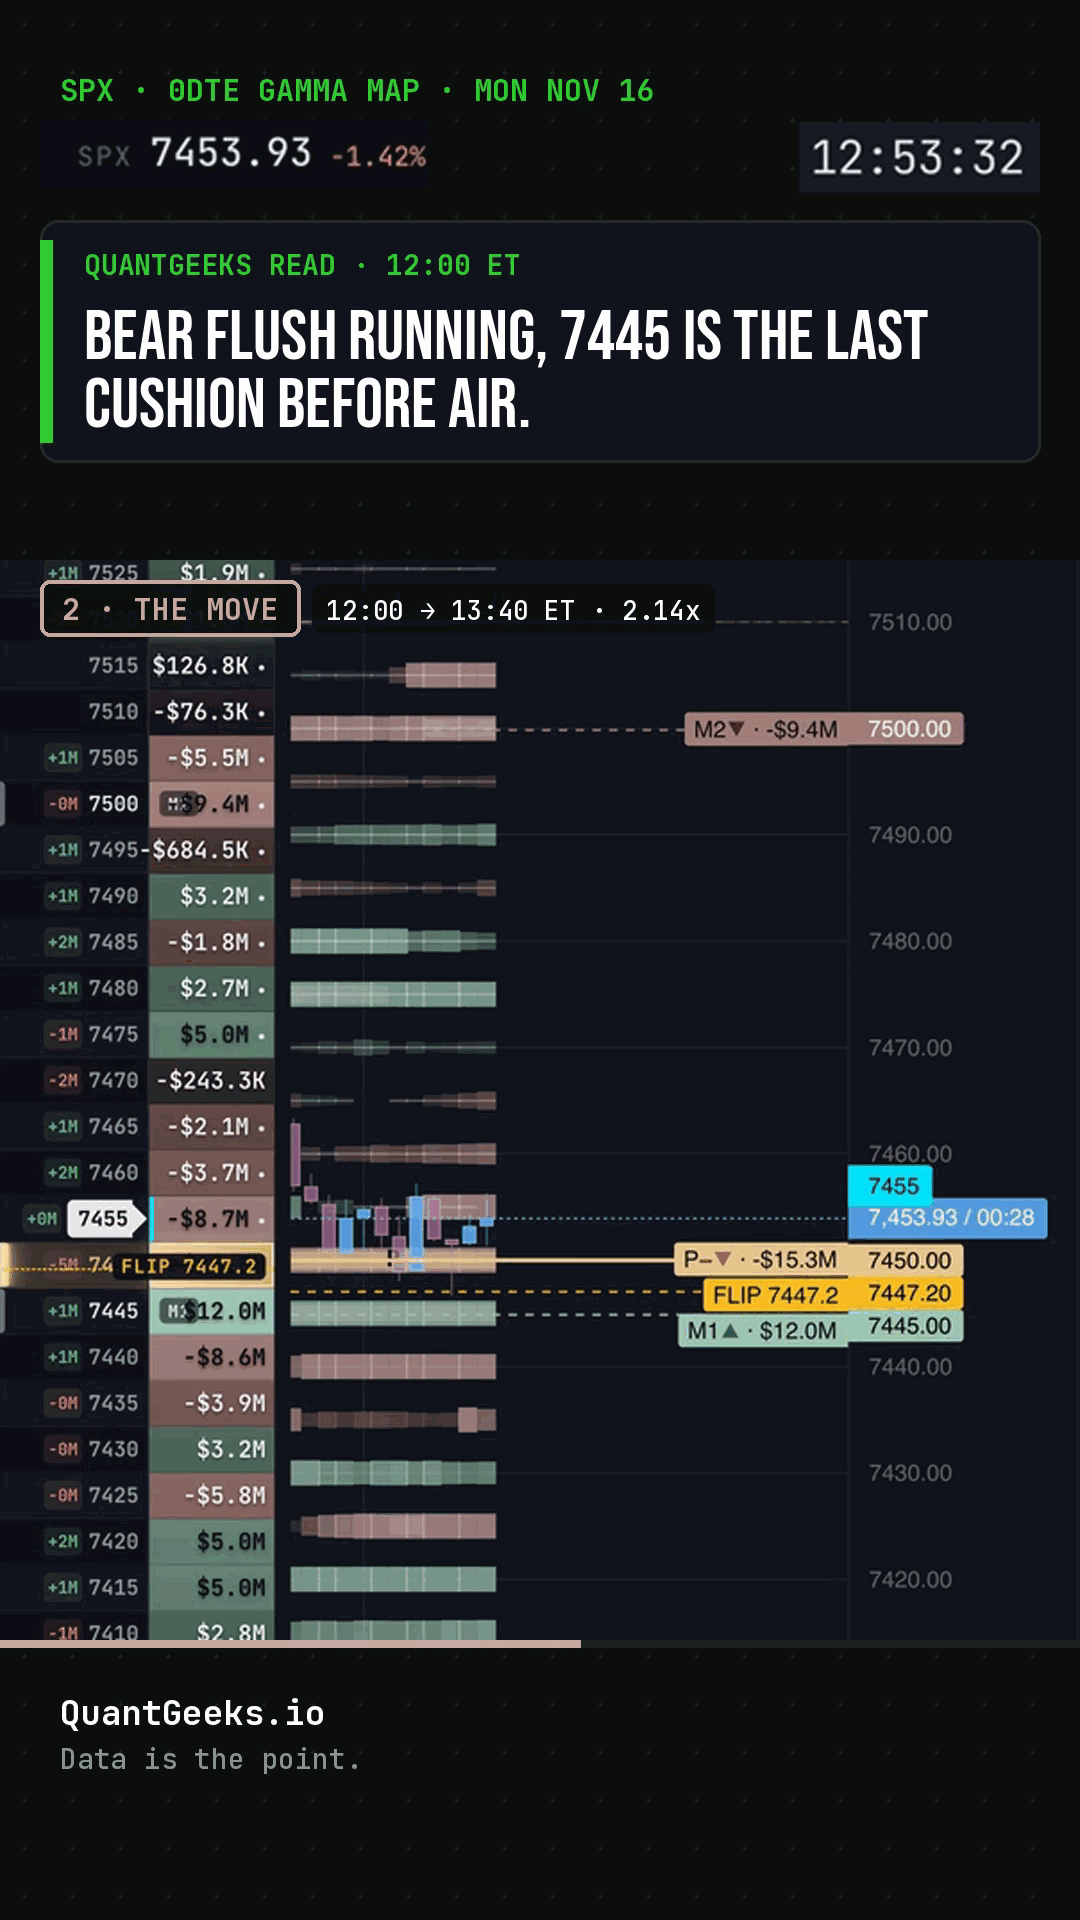 SPX · 0DTE GAMMA MAP · MON NOV 16
SPX 7453.93 -1.42%
12:53:32
QUANTGEEKS READ · 12:00 ET
BEAR FLUSH RUNNING, 7445 IS THE LAST
CUSHION BEFORE AIR.
+1M 7525 $1.9M
2 · THE MOVE
12:00 → 13:40 ET · 2.14x
7510.00
7515 $126.8K
7510 -$76.3K
M2▼ · -$9.4M 7500.00
+1M 7505 -$5.5M
-0M 7500 $9.4M
+1M 7495 -$684.5K
7490.00
+1M 7490 $3.2M
+2M 7485 -$1.8M
7480.00
+1M 7480 $2.7M
-1M 7475 $5.0M
7470.00
-2M 7470 -$243.3K
+1M 7465 -$2.1M
7460.00
+2M 7460 -$3.7M
7455
+0M 7455 -$8.7M
7,453.93 / 00:28
-5M 74 FLIP 7447.2
P-▼ · -$15.3M 7450.00
FLIP 7447.2 7447.20
+1M 7445 $12.0M
M1▲ · $12.0M 7445.00
+1M 7440 -$8.6M
7440.00
-0M 7435 -$3.9M
-0M 7430 $3.2M
7430.00
-0M 7425 -$5.8M
+2M 7420 $5.0M
7420.00
+1M 7415 $5.0M
-1M 7410 $2.8M
QuantGeeks.io
Data is the point.